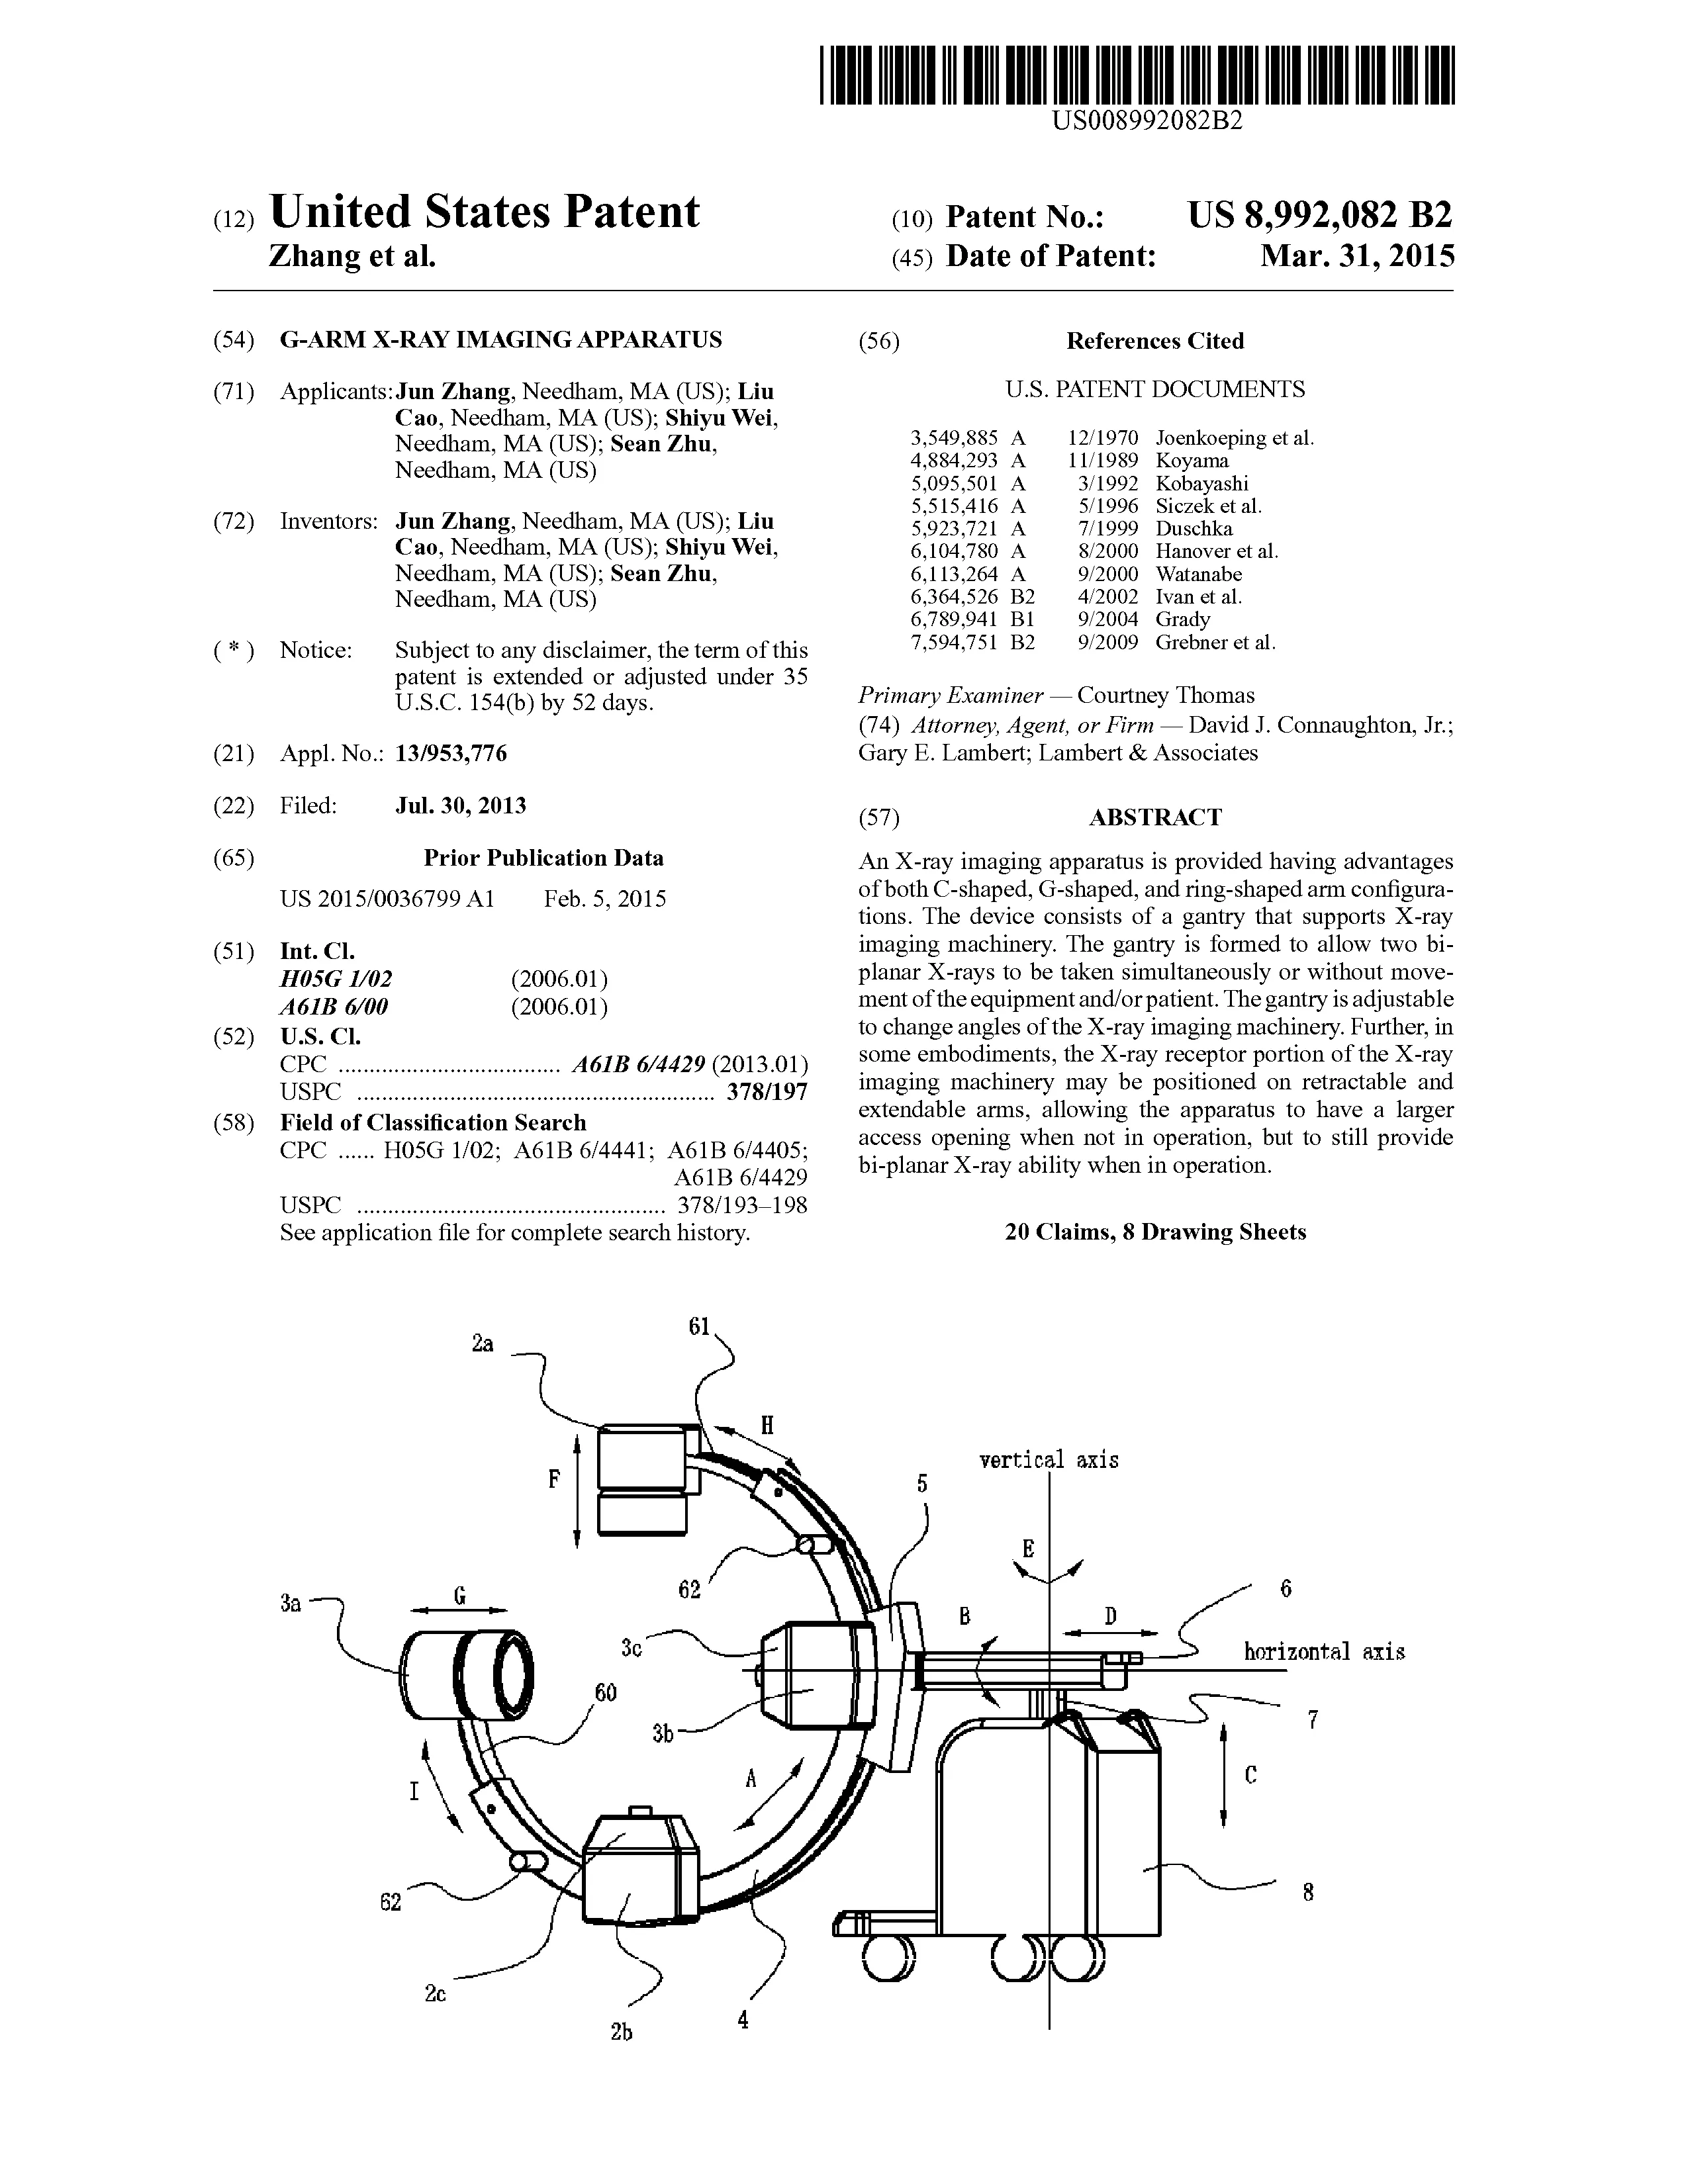 US008992082B2
(12) United States Patent
Zhang et al.
(10) Patent No.: US 8,992,082 B2
(45) Date of Patent: Mar. 31, 2015
(54) G-ARM X-RAY IMAGING APPARATUS
(71) Applicants: Jun Zhang, Needham, MA (US); Liu
Cao, Needham, MA (US); Shiyu Wei,
Needham, MA (US); Sean Zhu,
Needham, MA (US)
(72) Inventors: Jun Zhang, Needham, MA (US); Liu
Cao, Needham, MA (US); Shiyu Wei,
Needham, MA (US); Sean Zhu,
Needham, MA (US)
( * ) Notice: Subject to any disclaimer, the term of this
patent is extended or adjusted under 35
U.S.C. 154(b) by 52 days.
(21) Appl. No.: 13/953,776
(22) Filed: Jul. 30, 2013
(65) Prior Publication Data
US 2015/0036799 A1 Feb. 5, 2015
(51) Int. Cl.
H05G 1/02 (2006.01)
A61B 6/00 (2006.01)
(52) U.S. Cl.
CPC .................................... A61B 6/4429 (2013.01)
USPC ......................................................... 378/197
(58) Field of Classification Search
CPC ...... H05G 1/02; A61B 6/4441; A61B 6/4405;
A61B 6/4429
USPC ................................................. 378/193–198
See application file for complete search history.
(56) References Cited
U.S. PATENT DOCUMENTS
3,549,885 A 12/1970 Joenkoeping et al.
4,884,293 A 11/1989 Koyama
5,095,501 A 3/1992 Kobayashi
5,515,416 A 5/1996 Siczek et al.
5,923,721 A 7/1999 Duschka
6,104,780 A 8/2000 Hanover et al.
6,113,264 A 9/2000 Watanabe
6,364,526 B2 4/2002 Ivan et al.
6,789,941 B1 9/2004 Grady
7,594,751 B2 9/2009 Grebner et al.
Primary Examiner — Courtney Thomas
(74) Attorney, Agent, or Firm — David J. Connaughton, Jr.;
Gary E. Lambert; Lambert & Associates
(57) ABSTRACT
An X-ray imaging apparatus is provided having advantages
of both C-shaped, G-shaped, and ring-shaped arm configura-
tions. The device consists of a gantry that supports X-ray
imaging machinery. The gantry is formed to allow two bi-
planar X-rays to be taken simultaneously or without move-
ment of the equipment and/or patient. The gantry is adjustable
to change angles of the X-ray imaging machinery. Further, in
some embodiments, the X-ray receptor portion of the X-ray
imaging machinery may be positioned on retractable and
extendable arms, allowing the apparatus to have a larger
access opening when not in operation, but to still provide
bi-planar X-ray ability when in operation.
20 Claims, 8 Drawing Sheets
61
2a
H
vertical axis
F
5
E
62
6
3a
G
B
D
3c
horizontal axis
60
7
3b
C
A
I
8
62
2c
4
2b